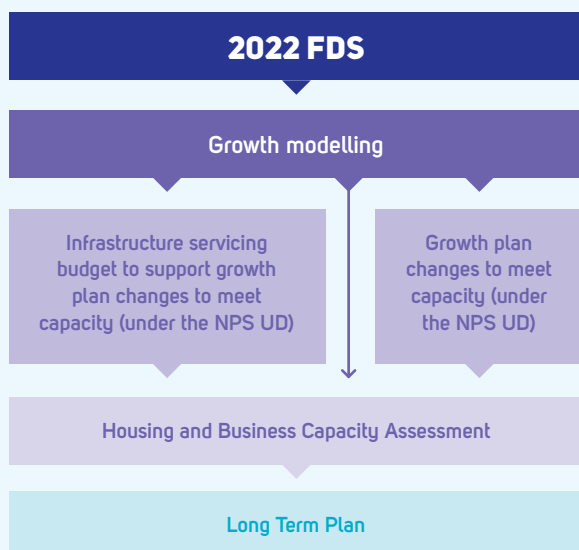 2022 FDS
Growth modelling
Infrastructure servicing
budget to support growth
plan changes to meet
capacity (under the NPS UD)
Growth plan
changes to meet
capacity (under
the NPS UD)
Housing and Business Capacity Assessment
Long Term Plan